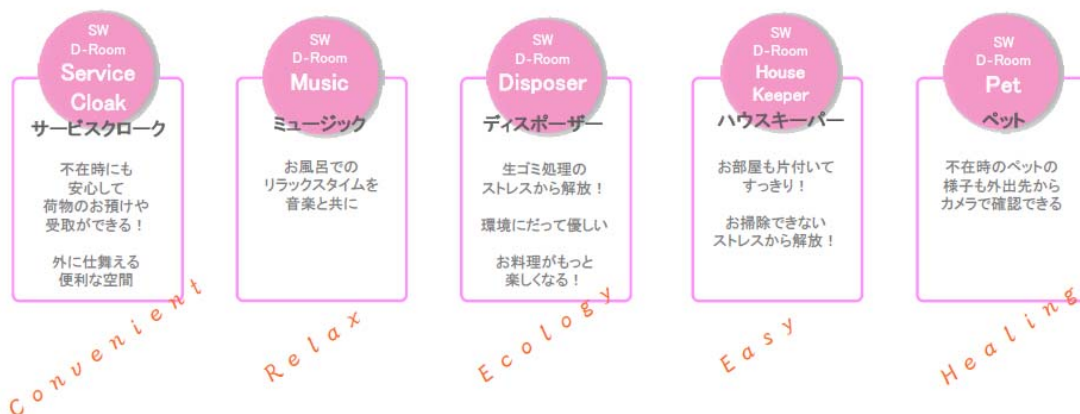 SW
D-Room
Service
Cloak
サービスクローク
不在時にも
安心して
荷物のお預けや
受取ができる！
外に仕舞える
便利な空間
Convenient
SW
D-Room
Music
ミュージック
お風呂での
リラックスタイムを
音楽と共に
Relax
SW
D-Room
Disposer
ディスポーザー
生ゴミ処理の
ストレスから解放！
環境にだって優しい
お料理がもっと
楽しくなる！
Ecology
SW
D-Room
House
Keeper
ハウスキーパー
お部屋も片付いて
すっきり！
お掃除できない
ストレスから解放！
Easy
SW
D-Room
Pet
ペット
不在時のペットの
様子も外出先から
カメラで確認できる
Healing